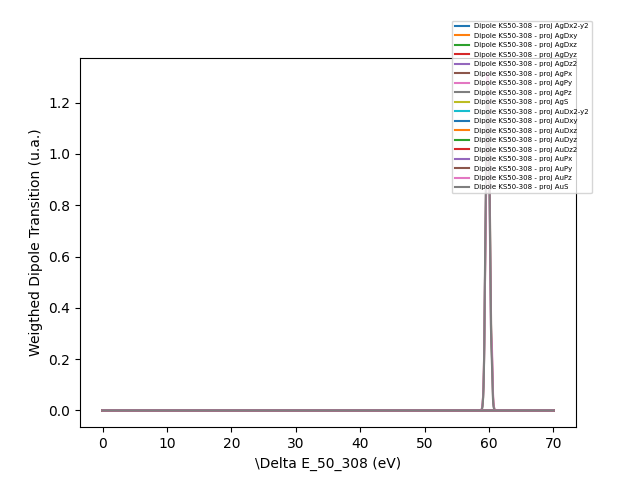 Dipole KS50-308 - proj AgDx2-y2
Dipole KS50-308 - proj AgDxy
Dipole KS50-308 - proj AgDxz
Dipole KS50-308 - proj AgDyz
Dipole KS50-308 - proj AgDz2
Dipole KS50-308 - proj AgPx
Dipole KS50-308 - proj AgPy
Dipole KS50-308 - proj AgPz
Dipole KS50-308 - proj AgS
Dipole KS50-308 - proj AuDx2-y2
Dipole KS50-308 - proj AuDxy
Dipole KS50-308 - proj AuDxz
Dipole KS50-308 - proj AuDyz
Dipole KS50-308 - proj AuDz2
Dipole KS50-308 - proj AuPx
Dipole KS50-308 - proj AuPy
Dipole KS50-308 - proj AuPz
Dipole KS50-308 - proj AuS
Weigthed Dipole Transition (u.a.)
1.2
1.0
0.8
0.6
0.4
0.2
0.0
0 10 20 30 40 50 60 70
\Delta E_50_308 (eV)